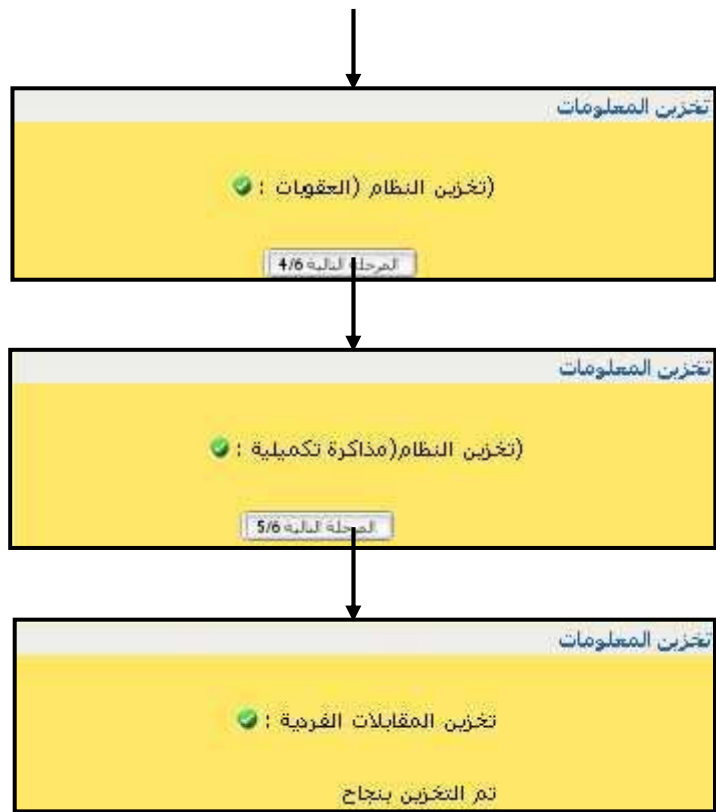 تخزين المعلومات
(تخزين النظام (العقوبات :
المرحلة التالية 4/6
تخزين المعلومات
(تخزين النظام(مذاكرة تكميلية :
المرحلة التالية 5/6
تخزين المعلومات
تخزين المقابلات الفردية :
تم التخزين بنجاح